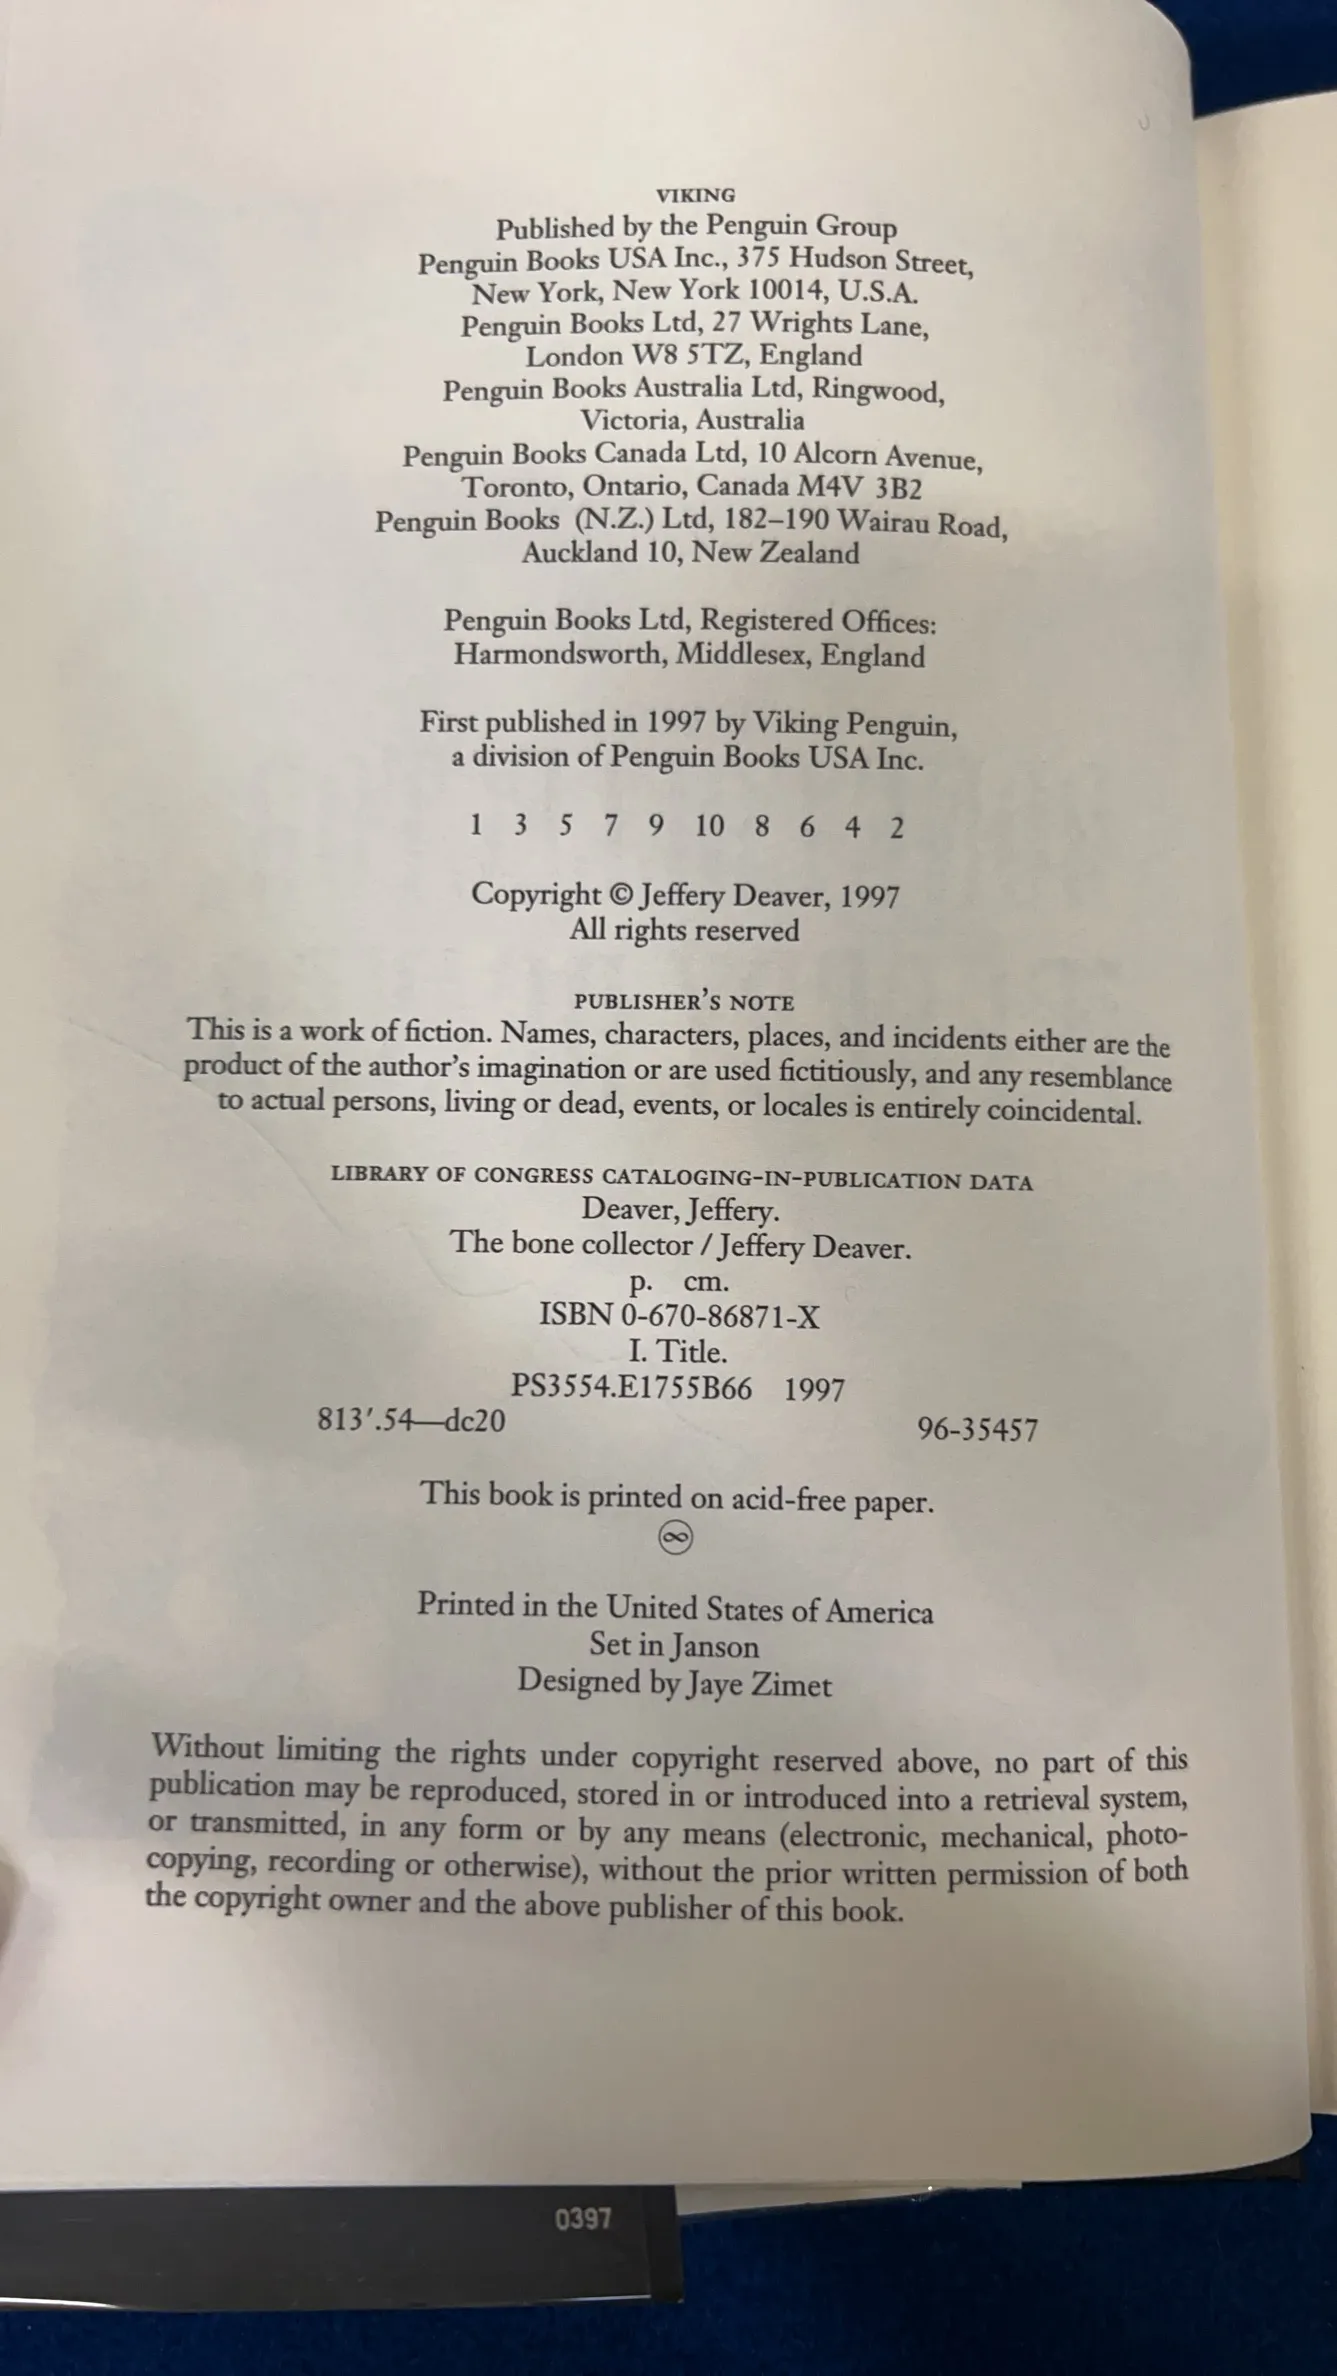 VIKING
Published by the Penguin Group
Penguin Books USA Inc., 375 Hudson Street,
New York, New York 10014, U.S.A.
Penguin Books Ltd, 27 Wrights Lane,
London W8 5TZ, England
Penguin Books Australia Ltd, Ringwood,
Victoria, Australia
Penguin Books Canada Ltd, 10 Alcorn Avenue,
Toronto, Ontario, Canada M4V 3B2
Penguin Books (N.Z.) Ltd, 182–190 Wairau Road,
Auckland 10, New Zealand
Penguin Books Ltd, Registered Offices:
Harmondsworth, Middlesex, England
First published in 1997 by Viking Penguin,
a division of Penguin Books USA Inc.
1 3 5 7 9 10 8 6 4 2
Copyright © Jeffery Deaver, 1997
All rights reserved
PUBLISHER'S NOTE
This is a work of fiction. Names, characters, places, and incidents either are the
product of the author's imagination or are used fictitiously, and any resemblance
to actual persons, living or dead, events, or locales is entirely coincidental.
LIBRARY OF CONGRESS CATALOGING-IN-PUBLICATION DATA
Deaver, Jeffery.
The bone collector / Jeffery Deaver.
p. cm.
ISBN 0-670-86871-X
I. Title.
PS3554.E1755B66 1997
813'.54—dc20 96-35457
This book is printed on acid-free paper.
∞
Printed in the United States of America
Set in Janson
Designed by Jaye Zimet
Without limiting the rights under copyright reserved above, no part of this
publication may be reproduced, stored in or introduced into a retrieval system,
or transmitted, in any form or by any means (electronic, mechanical, photo-
copying, recording or otherwise), without the prior written permission of both
the copyright owner and the above publisher of this book.
0397